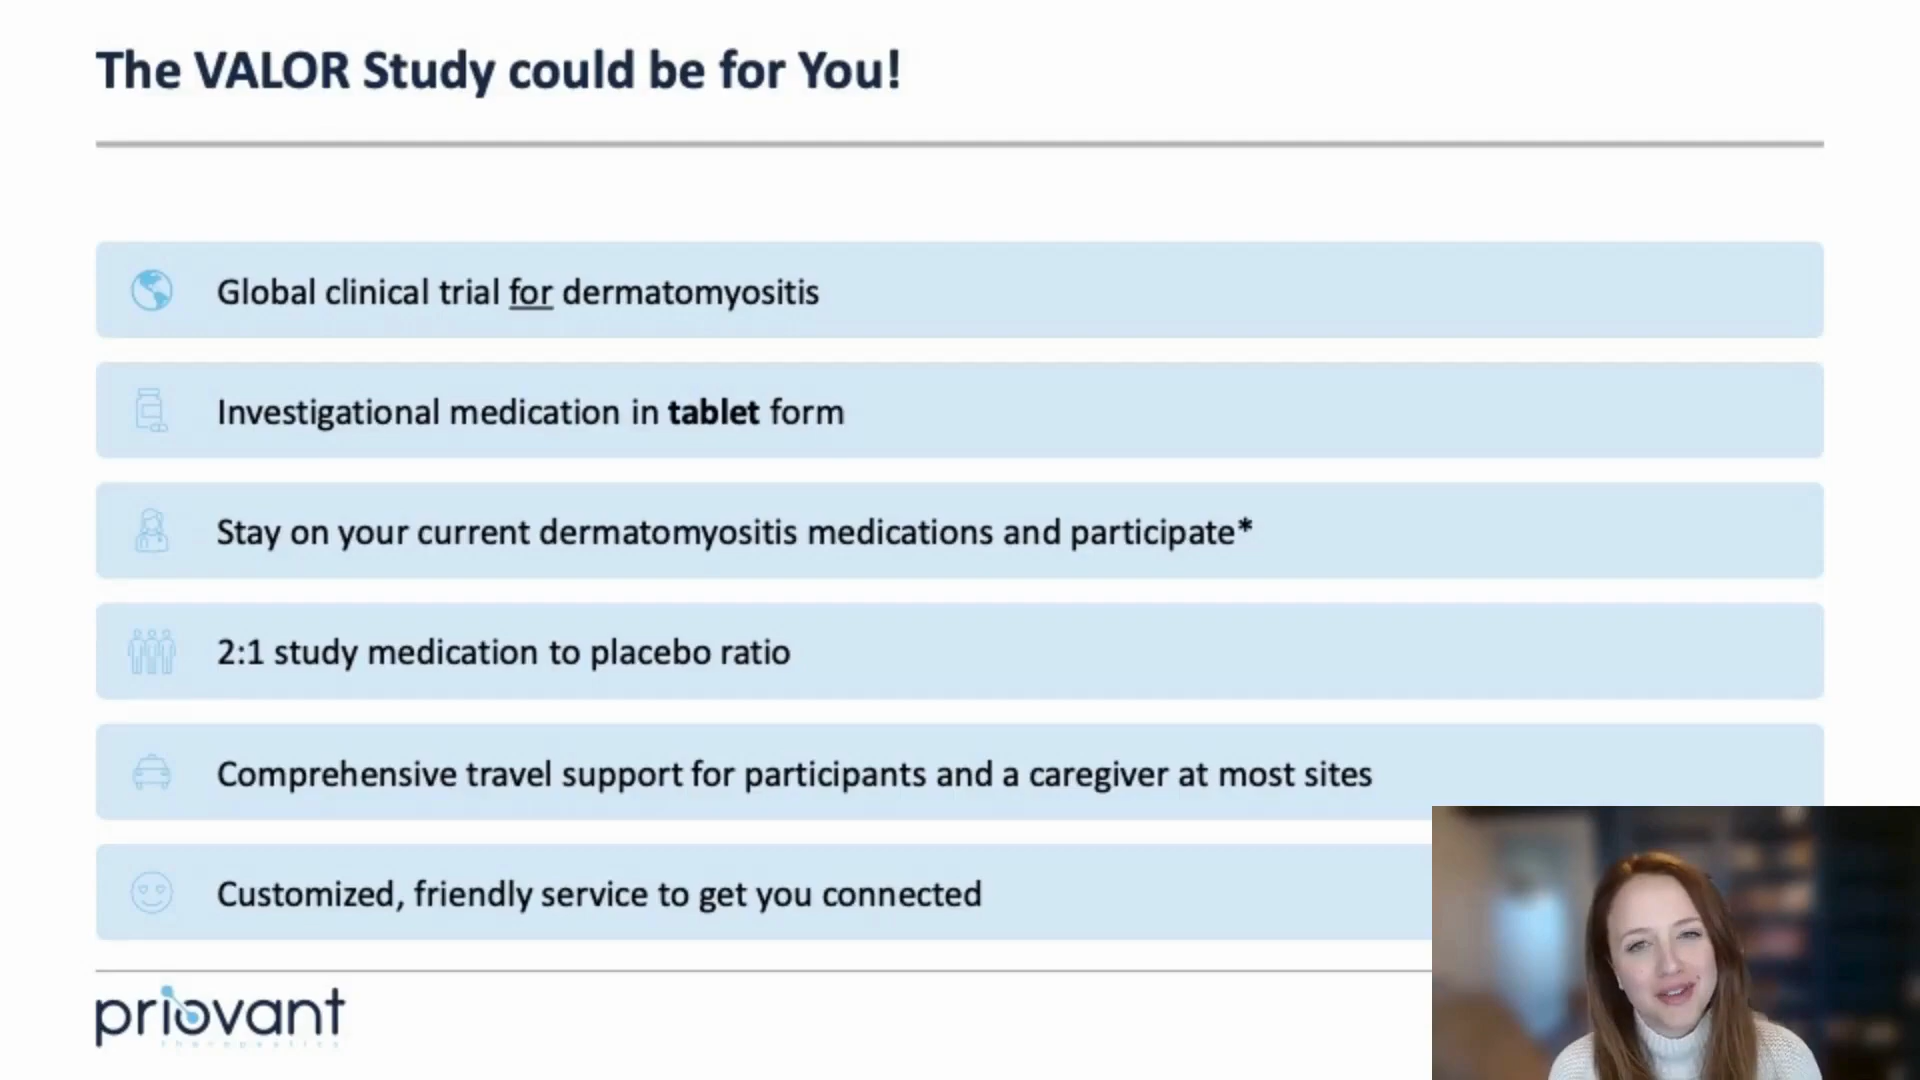 The VALOR Study could be for You!
Global clinical trial for dermatomyositis
Investigational medication in tablet form
Stay on your current dermatomyositis medications and participate*
2:1 study medication to placebo ratio
Comprehensive travel support for participants and a caregiver at most sites
Customized, friendly service to get you connected
priovant
therapeutics